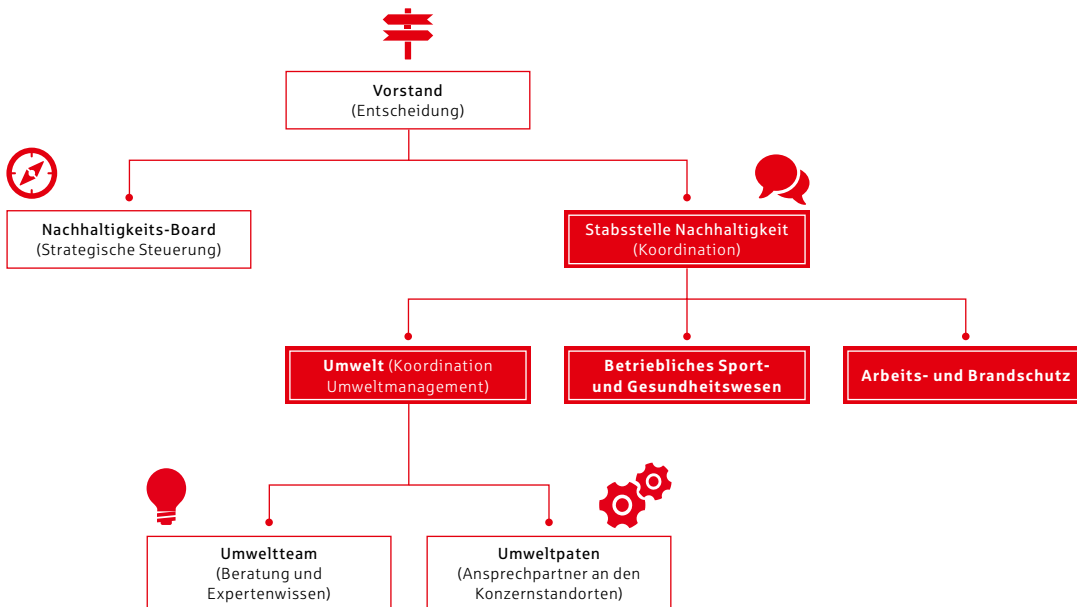 Vorstand
(Entscheidung)
Nachhaltigkeits-Board
(Strategische Steuerung)
Stabsstelle Nachhaltigkeit
(Koordination)
Umwelt (Koordination
Umweltmanagement)
Betriebliches Sport-
und Gesundheitswesen
Arbeits- und Brandschutz
Umweltteam
(Beratung und
Expertenwissen)
Umweltpaten
(Ansprechpartner an den
Konzernstandorten)